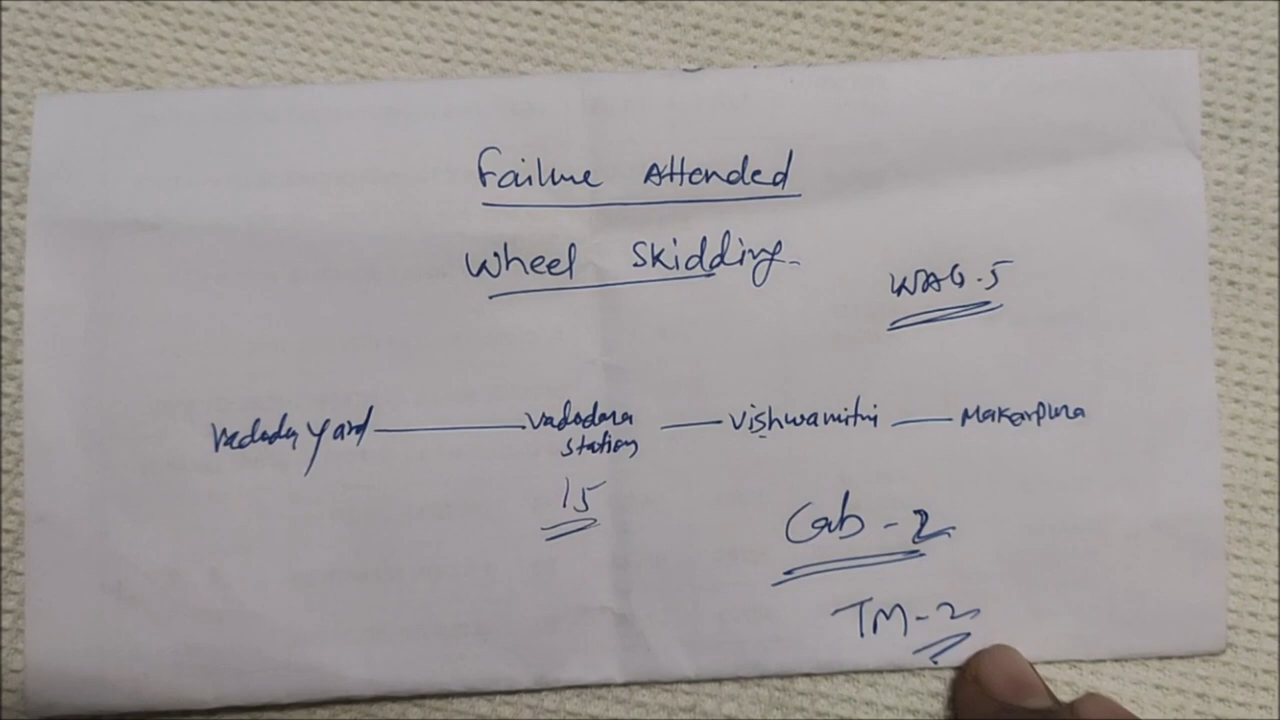 Failure Attended
Wheel Skidding
WAG-5
Vadodara Yard — Vadodara Station — Vishwamitri — Makarpura
15
Cab-2
TM-2